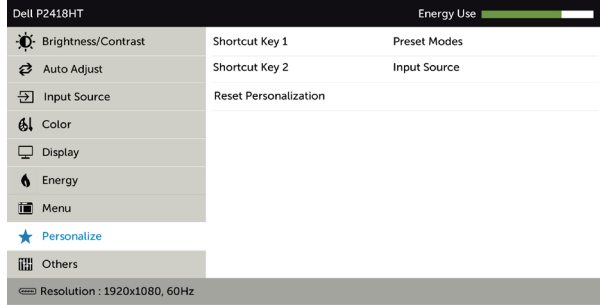 Dell P2418HT Energy Use
Brightness/Contrast Shortcut Key 1 Preset Modes
Auto Adjust Shortcut Key 2 Input Source
Input Source Reset Personalization
Color
Display
Energy
Menu
Personalize
Others
Resolution : 1920x1080, 60Hz